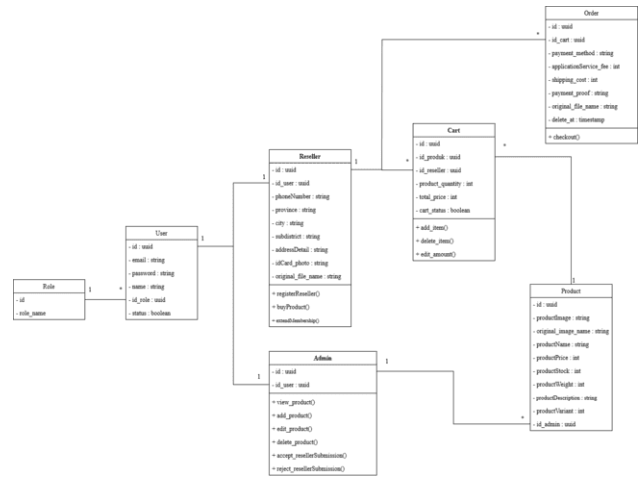 Order
- id : uuid
- id_cart : uuid
- payment_method : string
- applicationService_fee : int
- shipping_cost : int
- payment_proof : string
- original_file_name : string
- delete_at : timestamp
+ checkout()
*
Cart
- id : uuid
- id_produk : uuid
- id_reseller : uuid
- product_quantity : int
- total_price : int
- cart_status : boolean
+ add_item()
+ delete_item()
+ edit_amount()
*
*
Reseller
- id : uuid
- id_user : uuid
- phoneNumber : string
- province : string
- city : string
- subdistrict : string
- addressDetail : string
- idCard_photo : string
- original_file_name : string
+ registerReseller()
+ buyProduct()
+ extendMembership()
1
1
User
- id : uuid
- email : string
- password : string
- name : string
- id_role : uuid
- status : boolean
1
*
Role
- id
- role_name
1
Product
- id : uuid
- productImage : string
- original_image_name : string
- productName : string
- productPrice : int
- productStock : int
- productWeight : int
- productDescription : string
- productVariant : int
- id_admin : uuid
1
*
Admin
- id : uuid
- id_user : uuid
+ view_product()
+ add_product()
+ edit_product()
+ delete_product()
+ accept_resellerSubmission()
+ reject_resellerSubmission()
1
1